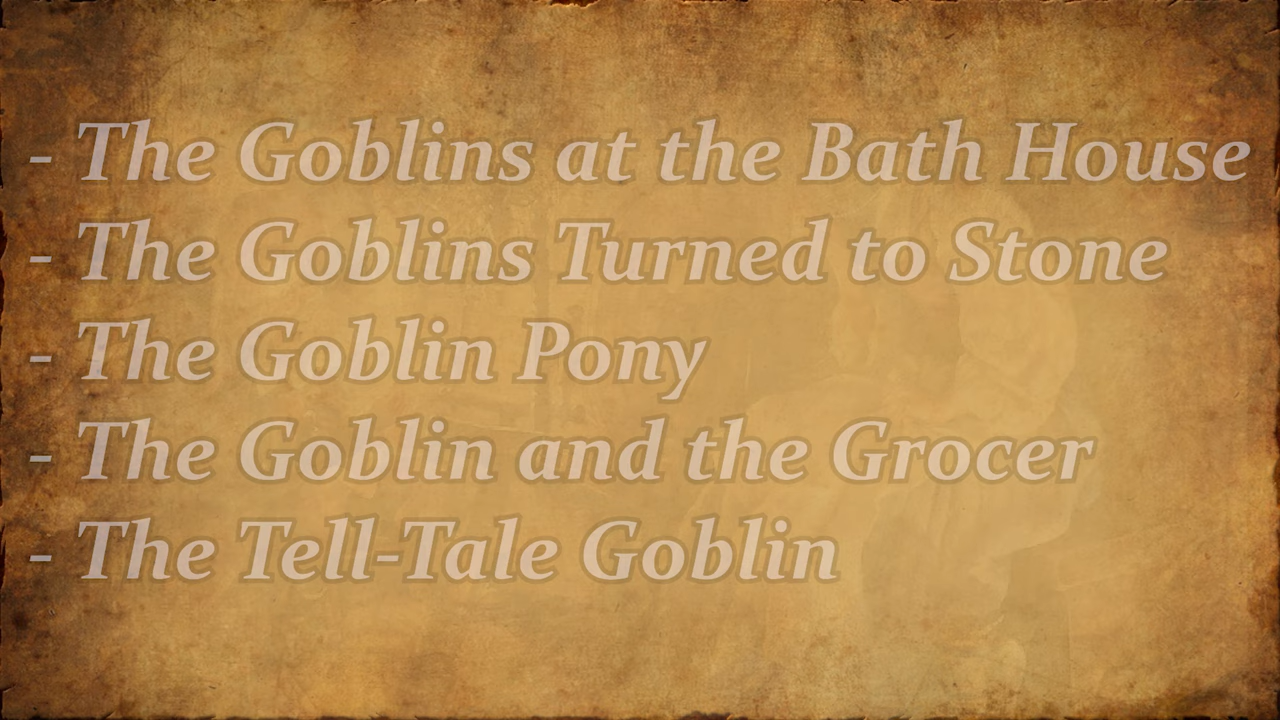 - The Goblins at the Bath House
- The Goblins Turned to Stone
- The Goblin Pony
- The Goblin and the Grocer
- The Tell-Tale Goblin